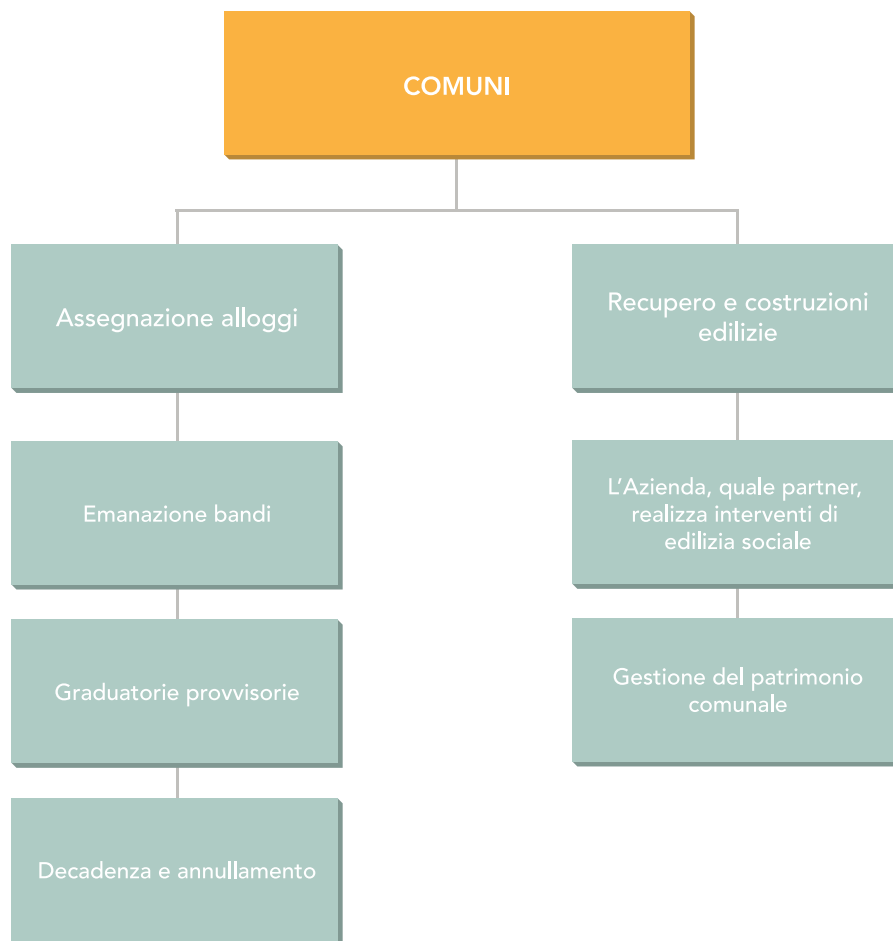 COMUNI
Assegnazione alloggi
Emanazione bandi
Graduatorie provvisorie
Decadenza e annullamento
Recupero e costruzioni
edilizie
L’Azienda, quale partner,
realizza interventi di
edilizia sociale
Gestione del patrimonio
comunale